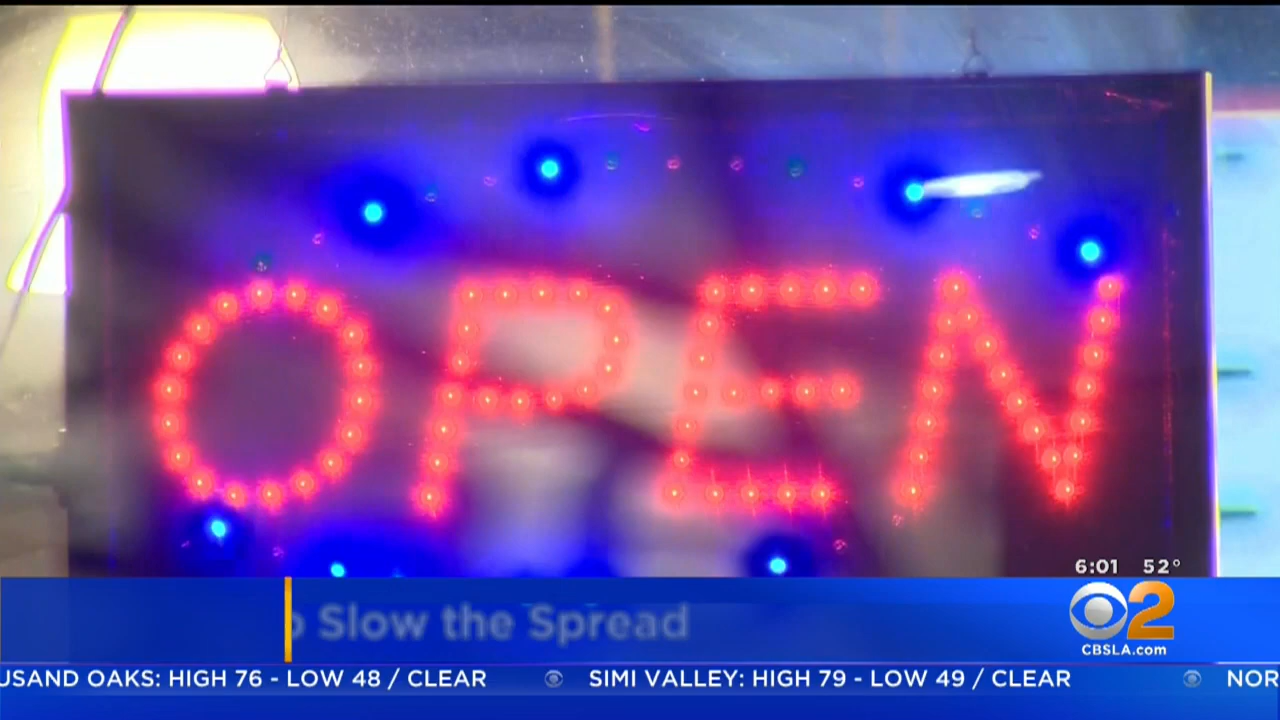 OPEN
6:01 52°
2
CBSLA.com
Slow the Spread
USAND OAKS: HIGH 76 - LOW 48 / CLEAR SIMI VALLEY: HIGH 79 - LOW 49 / CLEAR NOR